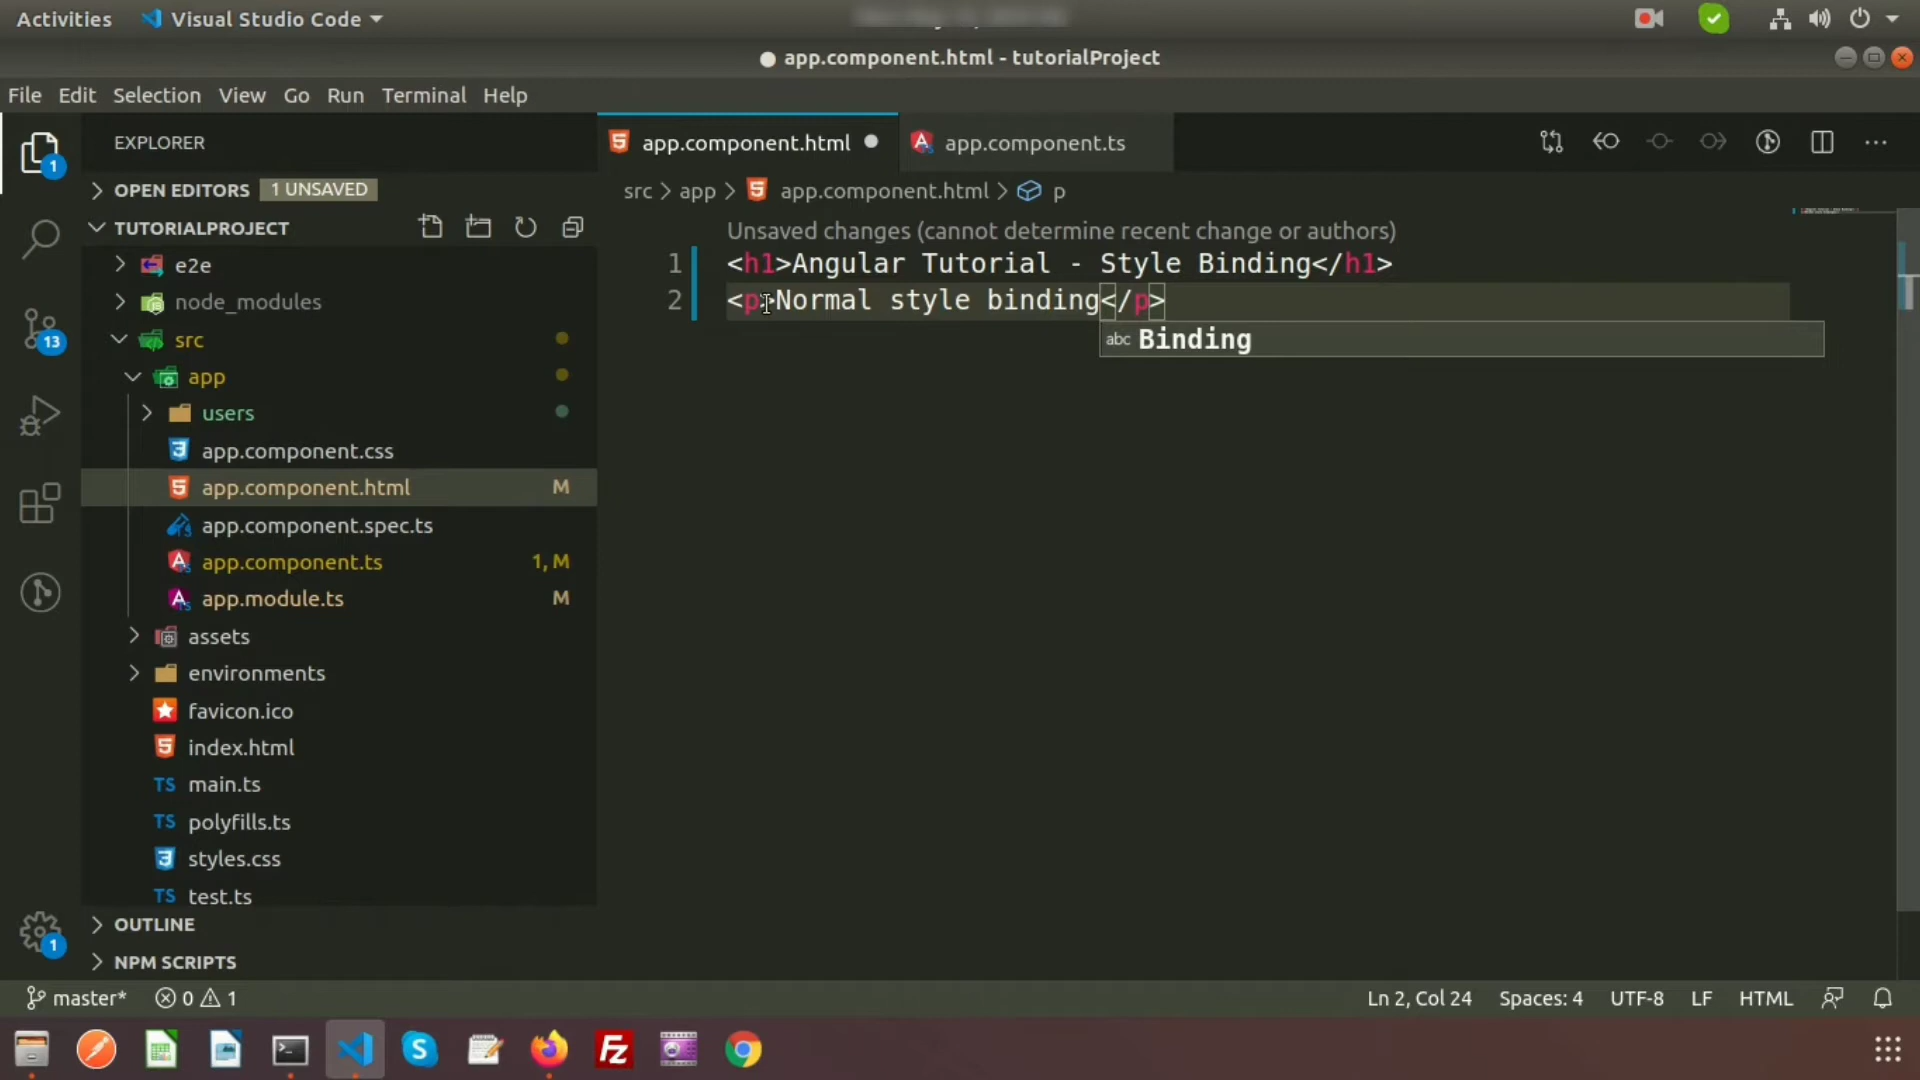 Activities
Visual Studio Code
app.component.html - tutorialProject
File Edit Selection View Go Run Terminal Help
EXPLORER
OPEN EDITORS 1 UNSAVED
TUTORIALPROJECT
e2e
node_modules
src
app
users
app.component.css
app.component.html M
app.component.spec.ts
app.component.ts 1, M
app.module.ts M
assets
environments
favicon.ico
index.html
TS main.ts
TS polyfills.ts
styles.css
TS test.ts
OUTLINE
NPM SCRIPTS
1
13
1
app.component.html
app.component.ts
src > app > app.component.html > p
Unsaved changes (cannot determine recent change or authors)
1 <h1>Angular Tutorial - Style Binding</h1>
2 <p>Normal style binding</p>
abc Binding
master* 0 1
Ln 2, Col 24 Spaces: 4 UTF-8 LF HTML